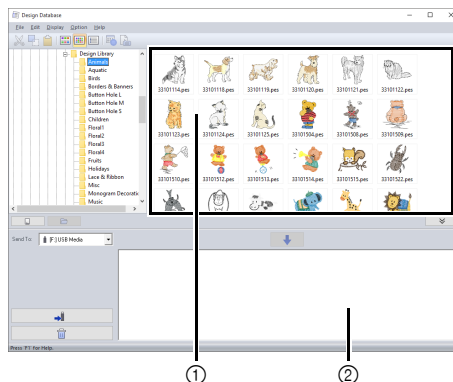 Design Database
File Edit Display Option Help
Design Library
Animals
Aquatic
Birds
Borders & Banners
Button Hole L
Button Hole M
Button Hole S
Children
Floral1
Floral2
Floral3
Floral4
Fruits
Holidays
Lace & Ribbon
Misc
Monogram Decoratic
Music
33101114.pes 33101118.pes 33101119.pes 33101120.pes 33101121.pes 33101122.pes
33101123.pes 33101124.pes 33101125.pes 33101504.pes 33101508.pes 33101509.pes
33101510.pes 33101512.pes 33101513.pes 33101514.pes 33101515.pes 33101522.pes
Send To: [F:]USB Media
Press 'F1' for Help.
① ②